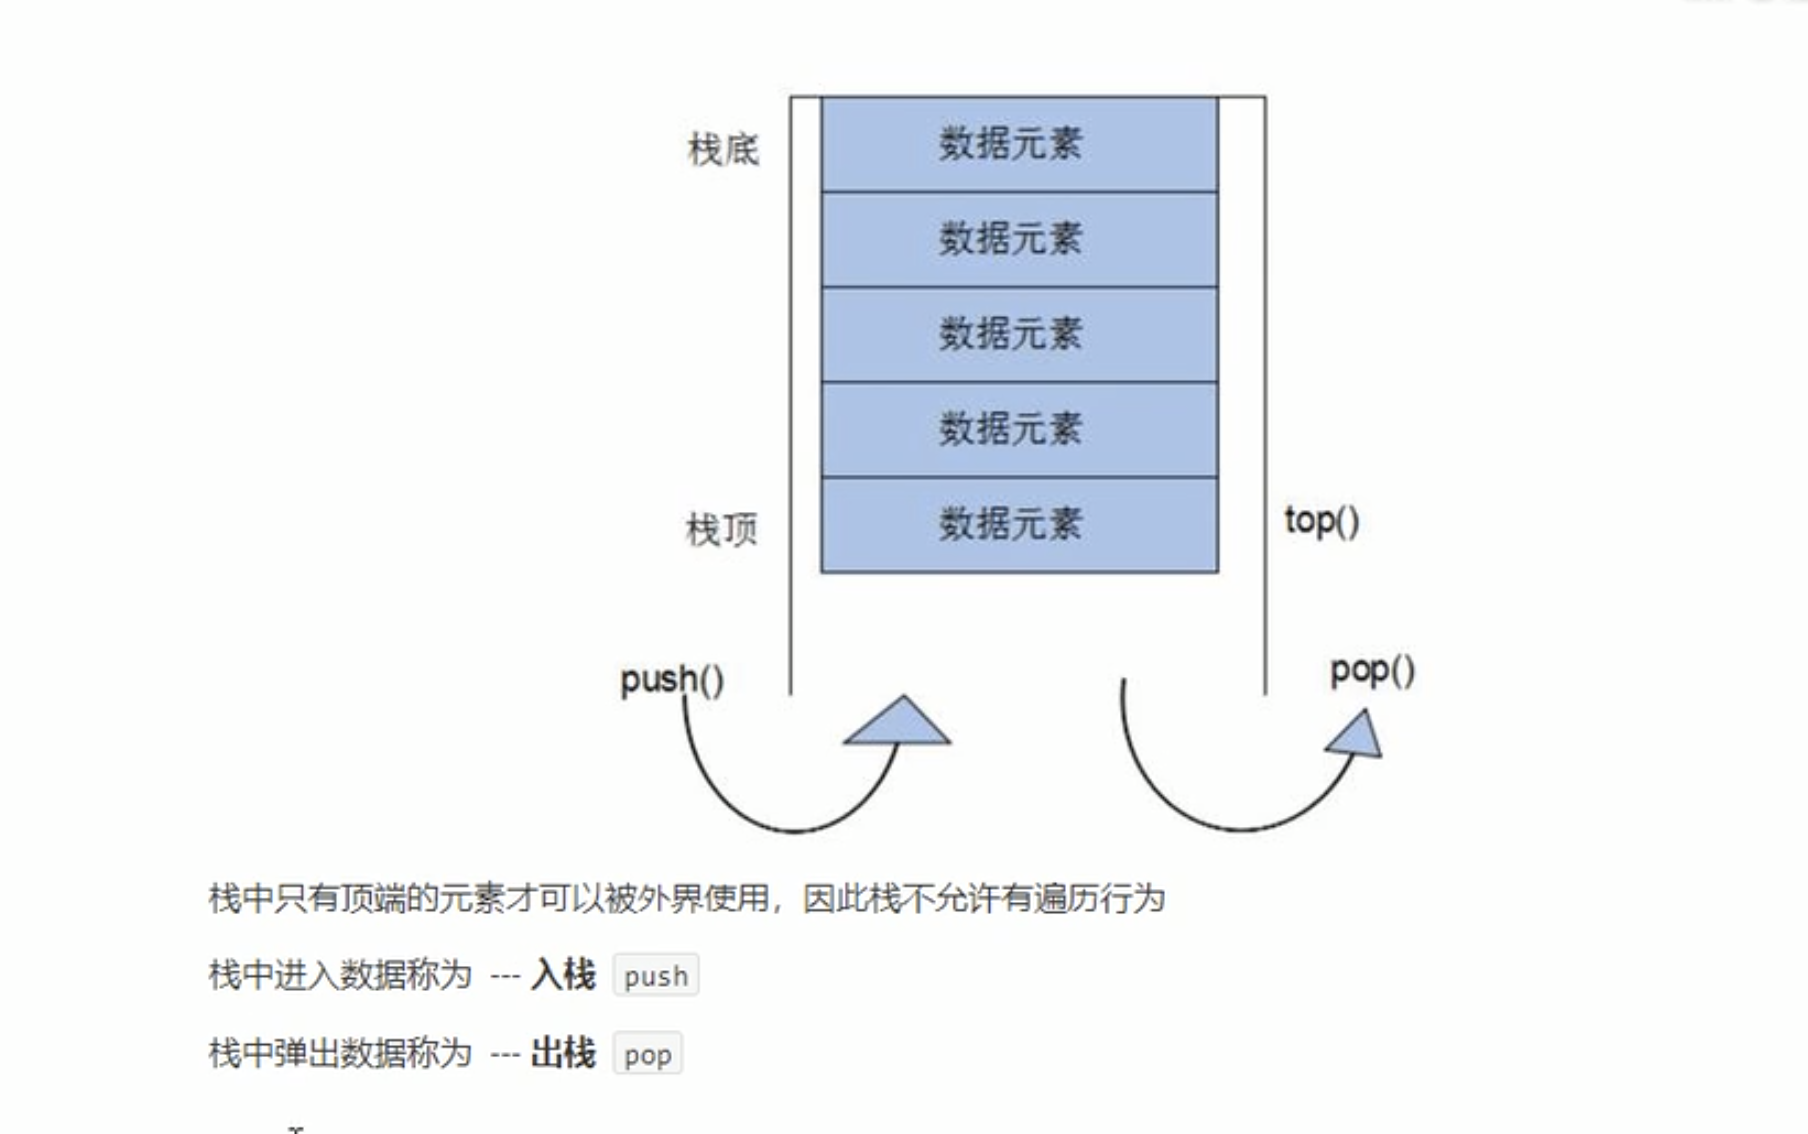 栈底 数据元素
数据元素
数据元素
数据元素
栈顶 数据元素 top()
push() pop()
栈中只有顶端的元素才可以被外界使用，因此栈不允许有遍历行为
栈中进入数据称为 --- 入栈 push
栈中弹出数据称为 --- 出栈 pop